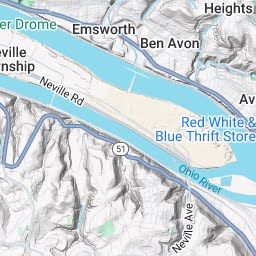 Heights
er Drome
Emsworth
Ben Avon
eville
nship
Neville Rd
Av
Red White &
Blue Thrift Store
51
Ohio River
Neville Ave